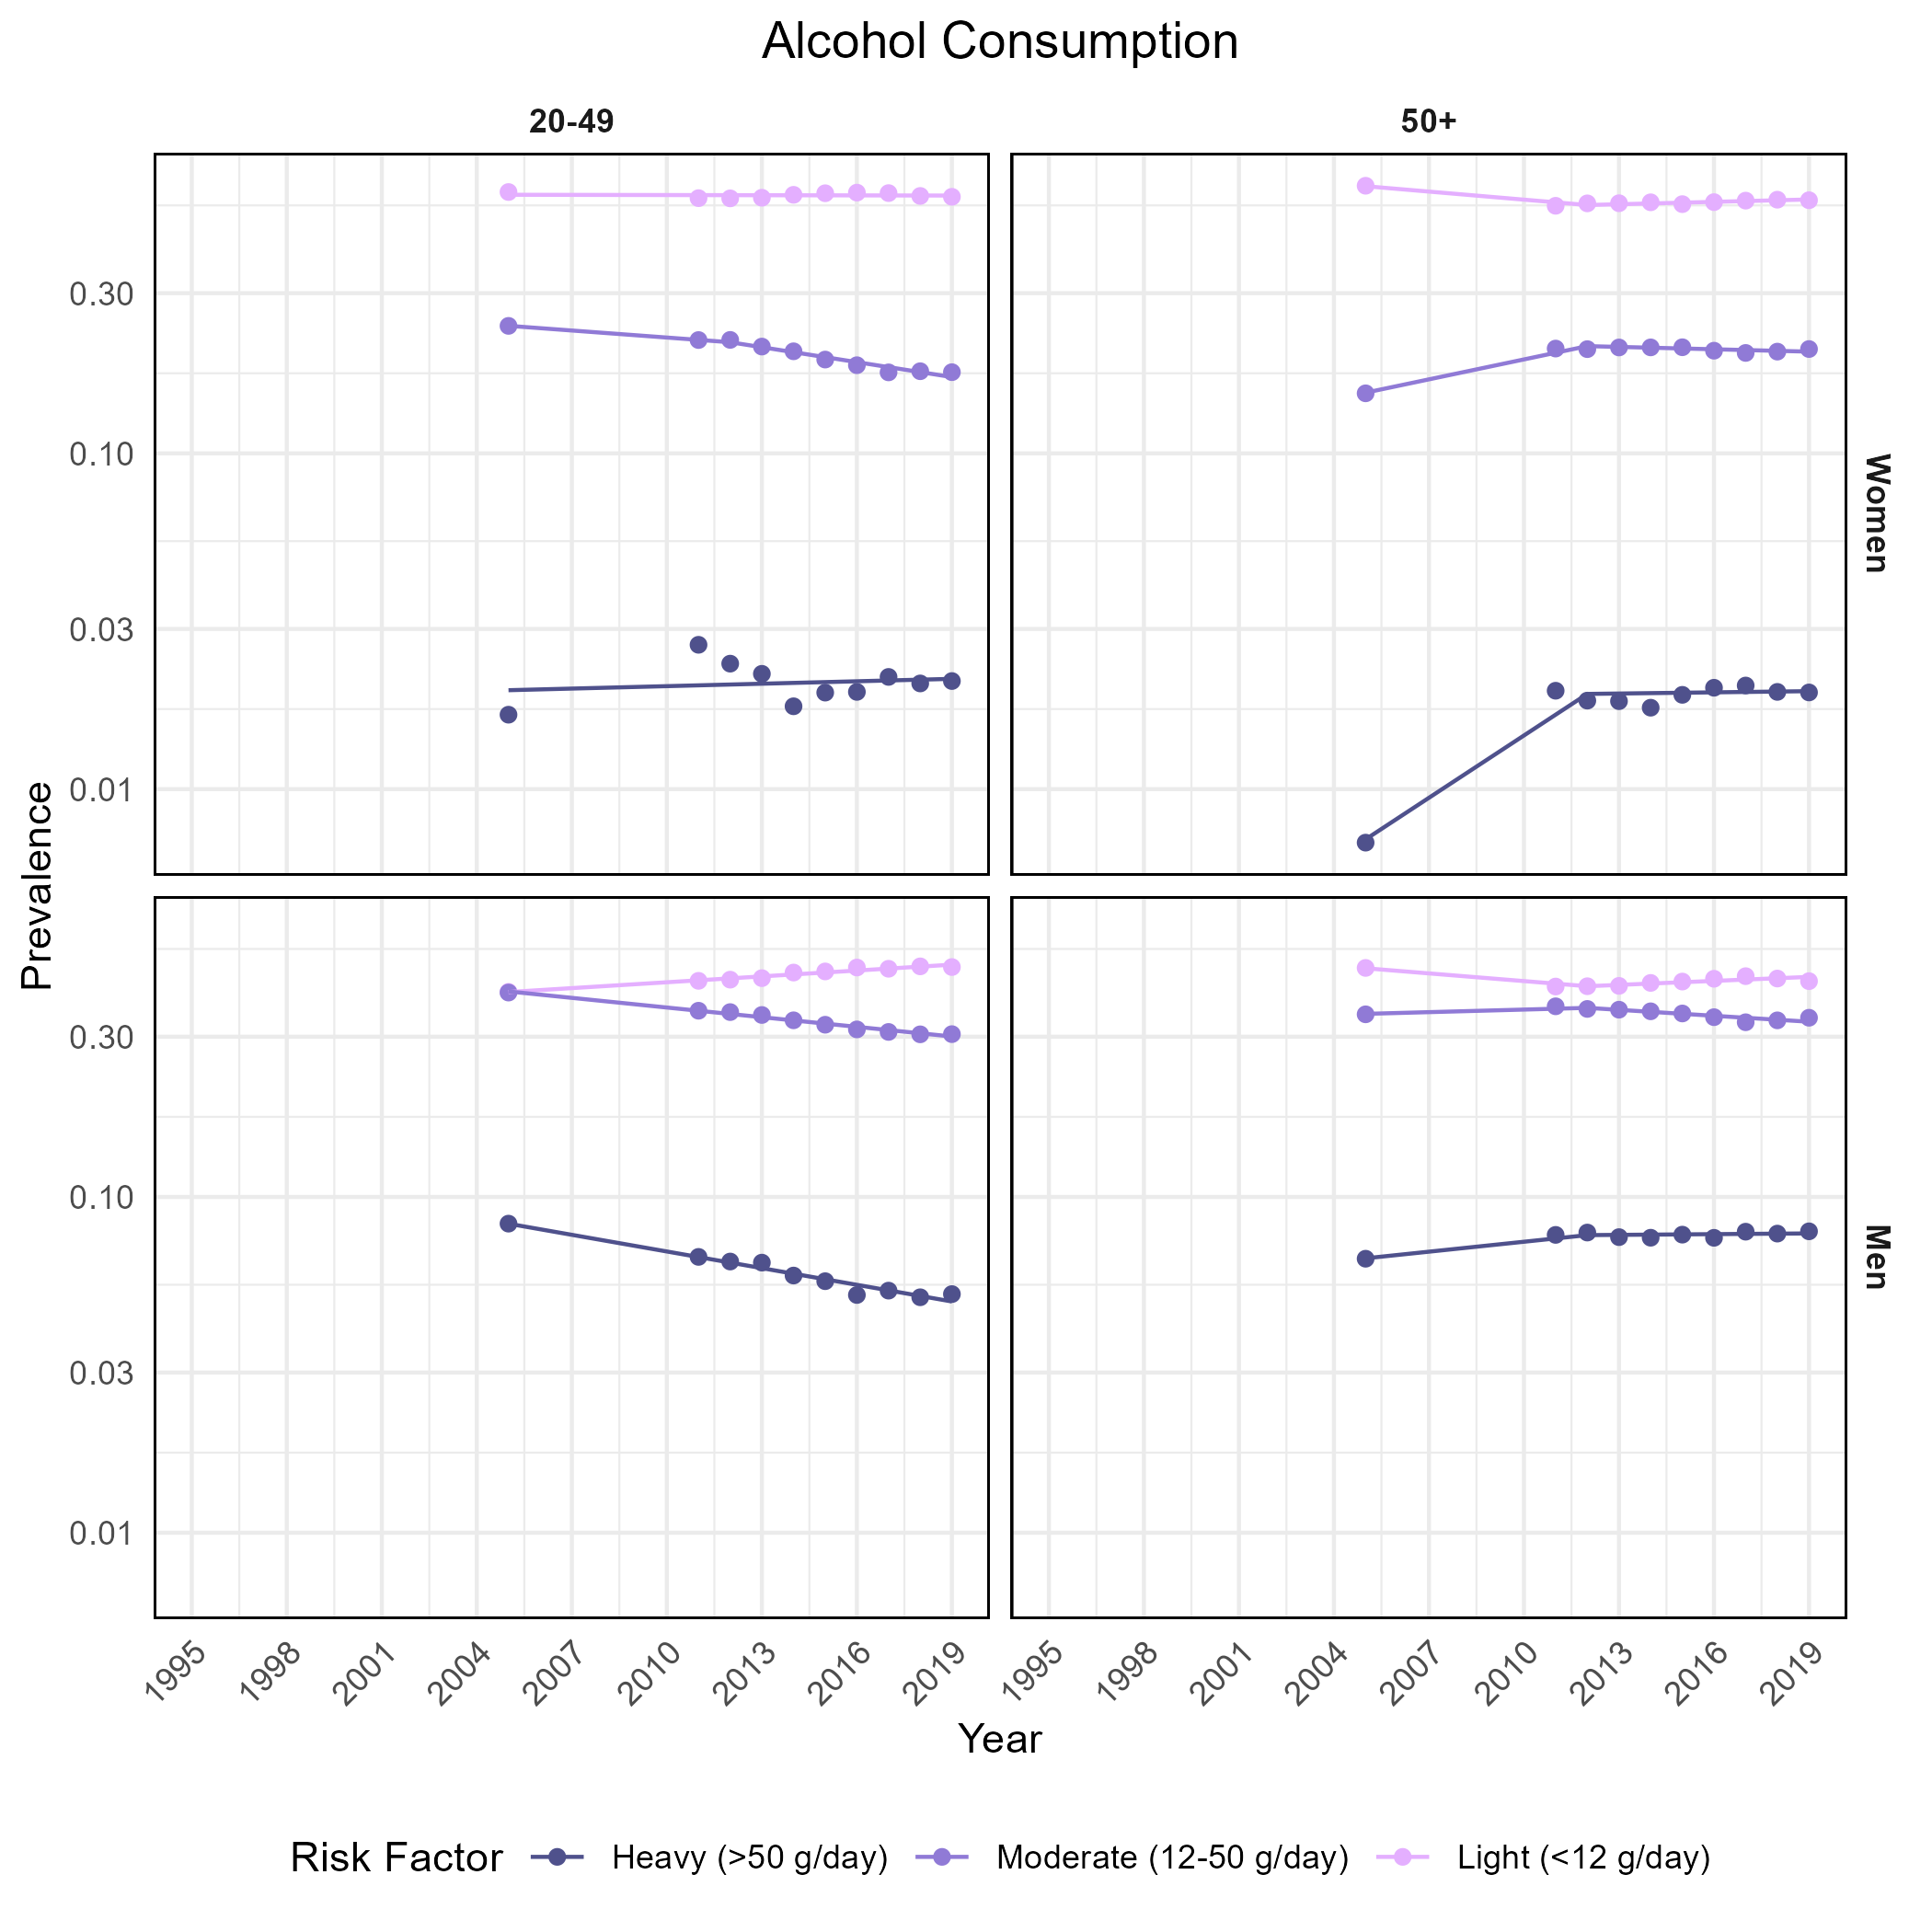 Alcohol Consumption
20-49 50+
0.30
0.10
0.03
0.01
Women
Prevalence
0.30
0.10
0.03
0.01
Men
1995 1998 2001 2004 2007 2010 2013 2016 2019 1995 1998 2001 2004 2007 2010 2013 2016 2019
Year
Risk Factor Heavy (>50 g/day) Moderate (12-50 g/day) Light (<12 g/day)